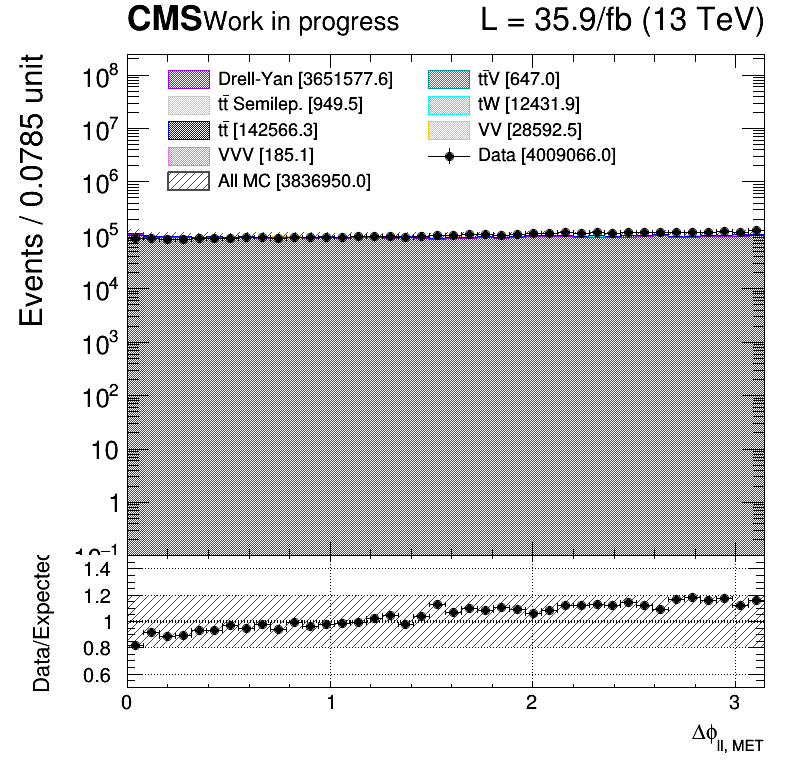 CMS Work in progress L = 35.9/fb (13 TeV)
Events / 0.0785 unit
10⁸
10⁷
10⁶
10⁵
10⁴
10³
10²
10
1
10⁻¹
Drell-Yan [3651577.6]
tt̄ Semilep. [949.5]
tt̄ [142566.3]
VVV [185.1]
All MC [3836950.0]
tt̄V [647.0]
tW [12431.9]
VV [28592.5]
Data [4009066.0]
Data/Expected
1.4
1.2
1
0.8
0.6
0 1 2 3
Δϕ_ll, MET